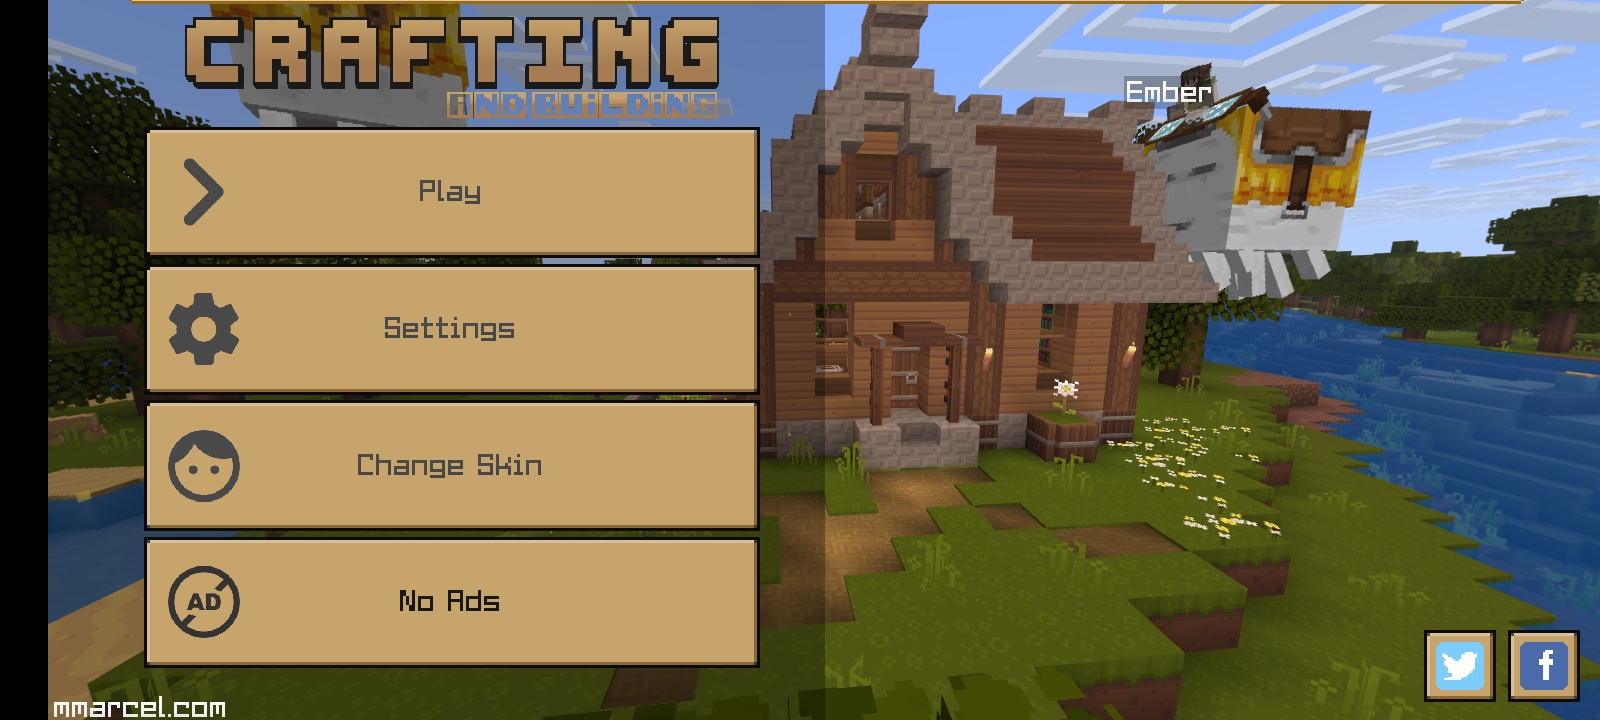 CRAFTING
AND BUILDING
Ember
Play
Settings
Change Skin
AD
No Ads
mmarcel.com
f